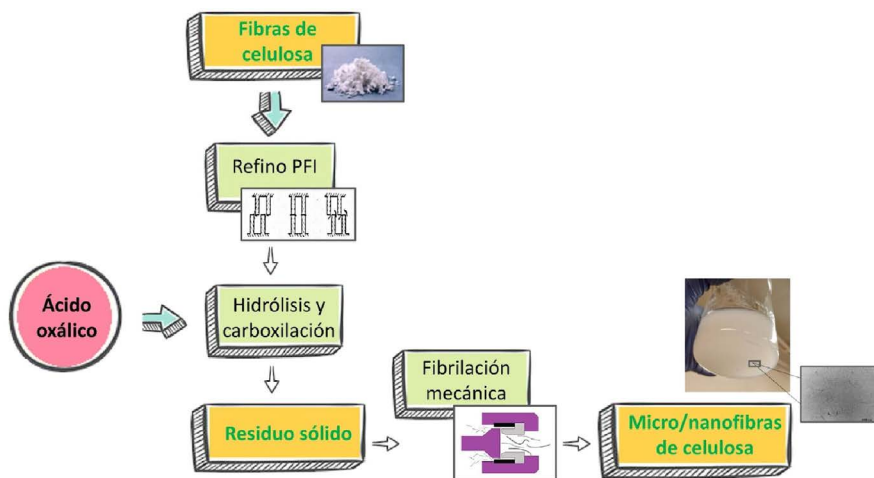 Fibras de
celulosa
Refino PFI
Ácido
oxálico
Hidrólisis y
carboxilación
Fibrilación
mecánica
Residuo sólido
Micro/nanofibras
de celulosa